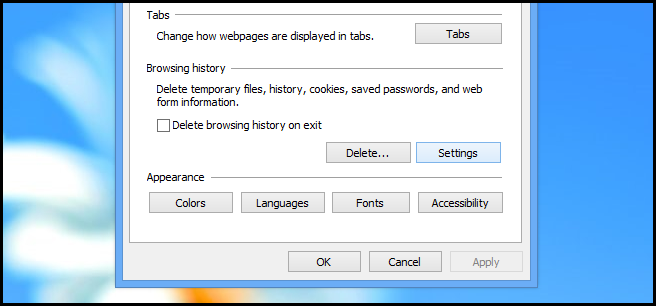 Tabs
Change how webpages are displayed in tabs.
Tabs
Browsing history
Delete temporary files, history, cookies, saved passwords, and web
form information.
Delete browsing history on exit
Delete... Settings
Appearance
Colors Languages Fonts Accessibility
OK Cancel Apply